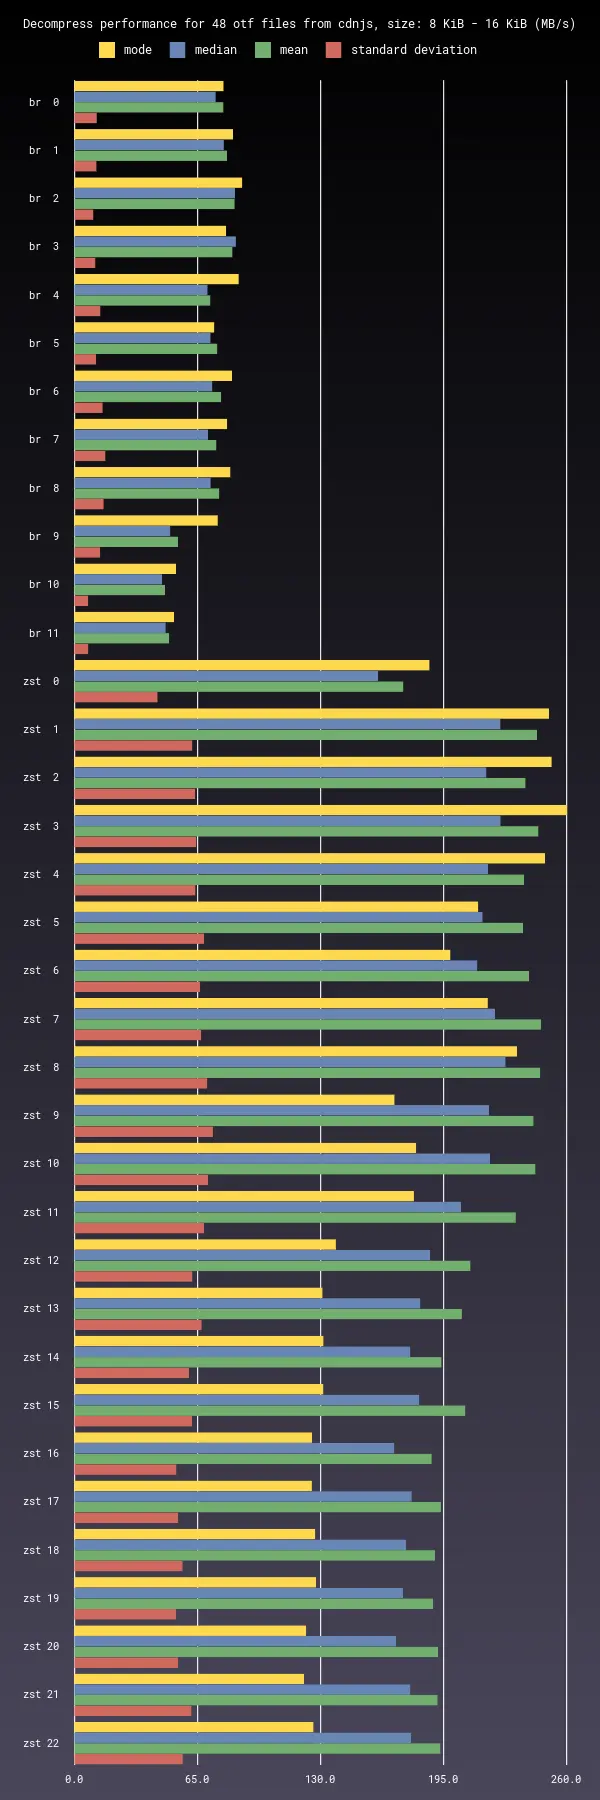 Decompress performance for 48 otf files from cdnjs, size: 8 KiB - 16 KiB (MB/s)
mode median mean standard deviation
br 0
br 1
br 2
br 3
br 4
br 5
br 6
br 7
br 8
br 9
br 10
br 11
zst 0
zst 1
zst 2
zst 3
zst 4
zst 5
zst 6
zst 7
zst 8
zst 9
zst 10
zst 11
zst 12
zst 13
zst 14
zst 15
zst 16
zst 17
zst 18
zst 19
zst 20
zst 21
zst 22
0.0 65.0 130.0 195.0 260.0